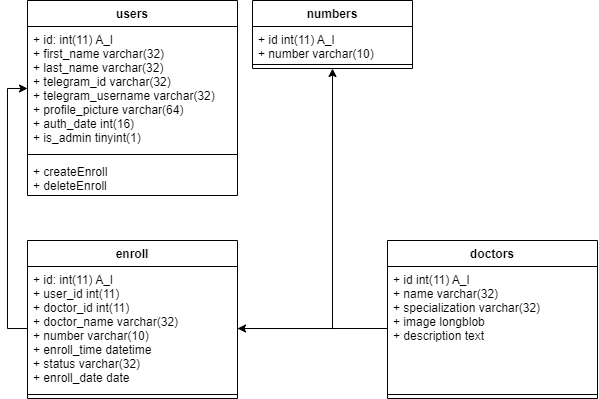 users
+ id: int(11) A_I
+ first_name varchar(32)
+ last_name varchar(32)
+ telegram_id varchar(32)
+ telegram_username varchar(32)
+ profile_picture varchar(64)
+ auth_date int(16)
+ is_admin tinyint(1)
+ createEnroll
+ deleteEnroll
numbers
+ id int(11) A_I
+ number varchar(10)
enroll
+ id: int(11) A_I
+ user_id int(11)
+ doctor_id int(11)
+ doctor_name varchar(32)
+ number varchar(10)
+ enroll_time datetime
+ status varchar(32)
+ enroll_date date
doctors
+ id int(11) A_I
+ name varchar(32)
+ specialization varchar(32)
+ image longblob
+ description text